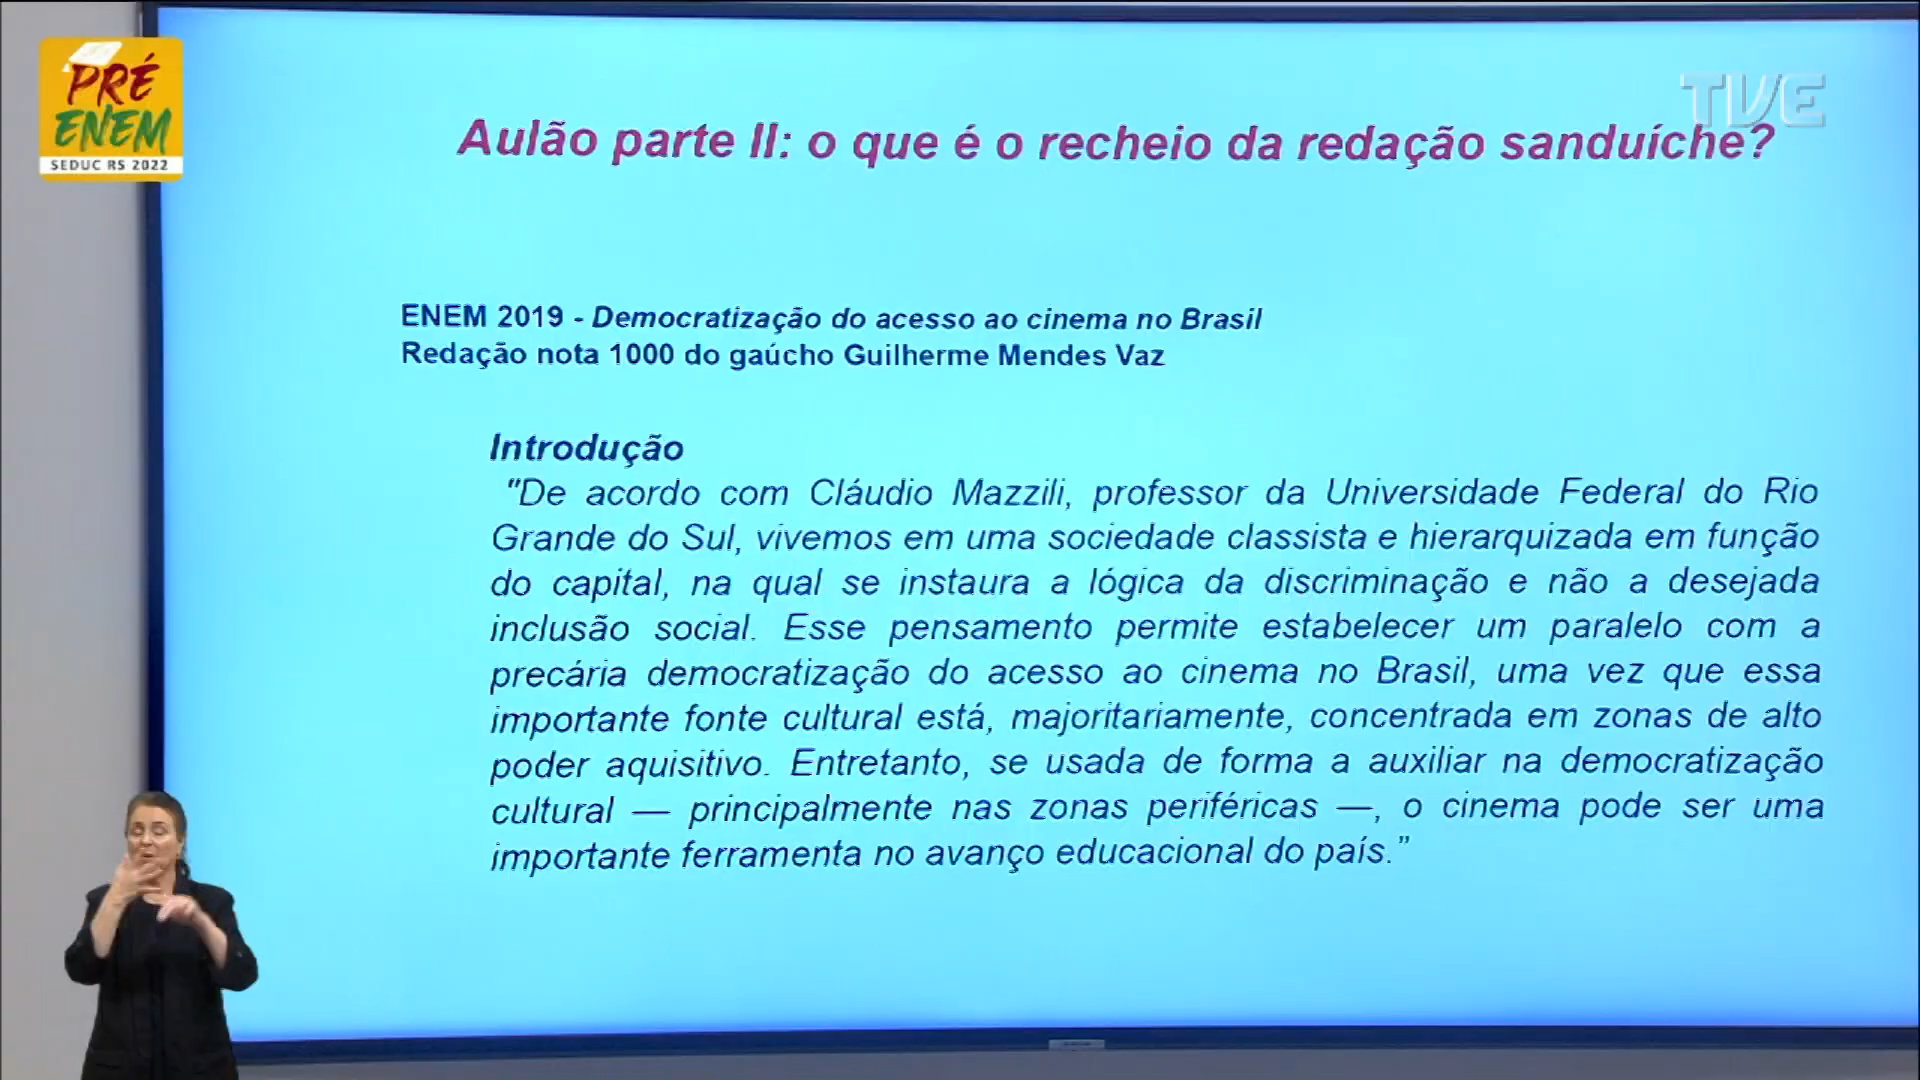 PRÉ
ENEM
SEDUC RS 2022
TVE
Aulão parte II: o que é o recheio da redação sanduíche?
ENEM 2019 - Democratização do acesso ao cinema no Brasil
Redação nota 1000 do gaúcho Guilherme Mendes Vaz
Introdução
"De acordo com Cláudio Mazzili, professor da Universidade Federal do Rio
Grande do Sul, vivemos em uma sociedade classista e hierarquizada em função
do capital, na qual se instaura a lógica da discriminação e não a desejada
inclusão social. Esse pensamento permite estabelecer um paralelo com a
precária democratização do acesso ao cinema no Brasil, uma vez que essa
importante fonte cultural está, majoritariamente, concentrada em zonas de alto
poder aquisitivo. Entretanto, se usada de forma a auxiliar na democratização
cultural — principalmente nas zonas periféricas —, o cinema pode ser uma
importante ferramenta no avanço educacional do país.”